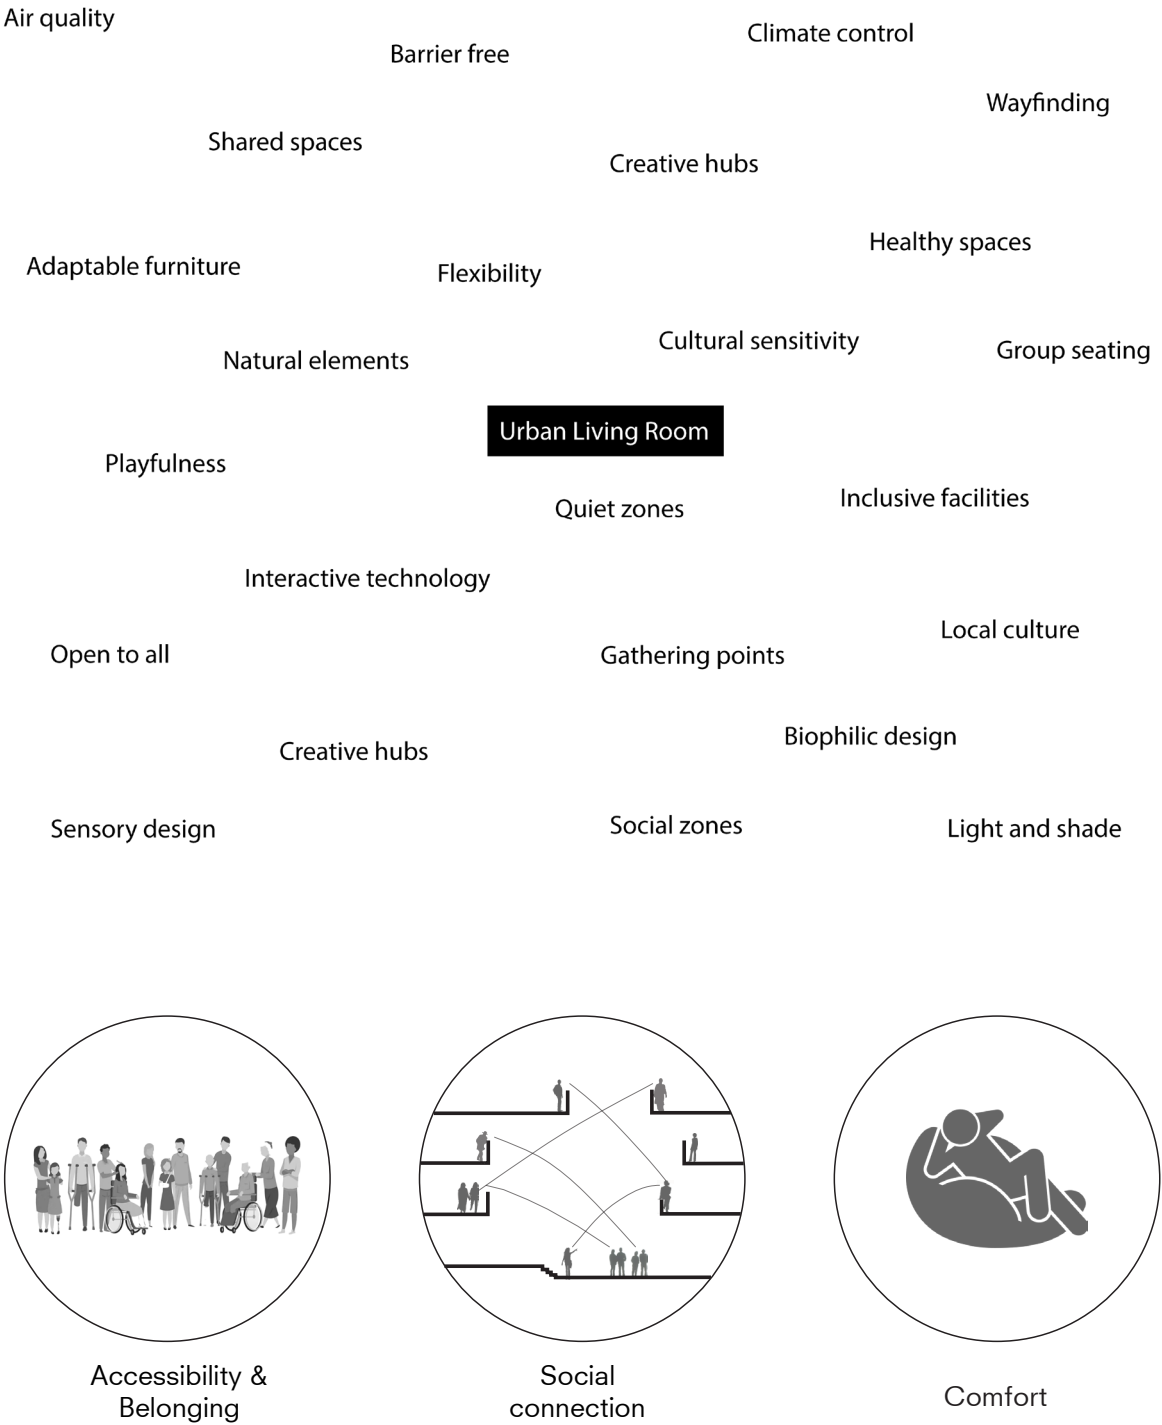 Air quality
Climate control
Barrier free
Wayfinding
Shared spaces
Creative hubs
Healthy spaces
Adaptable furniture
Flexibility
Cultural sensitivity
Group seating
Natural elements
Urban Living Room
Playfulness
Inclusive facilities
Quiet zones
Interactive technology
Local culture
Open to all
Gathering points
Biophilic design
Creative hubs
Social zones
Sensory design
Light and shade
Accessibility &
Belonging
Social
connection
Comfort